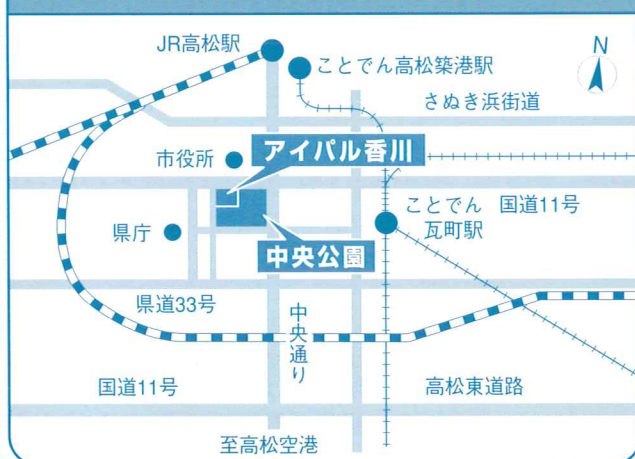 JR高松駅
N
ことでん高松築港駅
さぬき浜街道
市役所
アイパル香川
ことでん
瓦町駅
国道11号
県庁
中央公園
県道33号
中央通り
国道11号
高松東道路
至高松空港